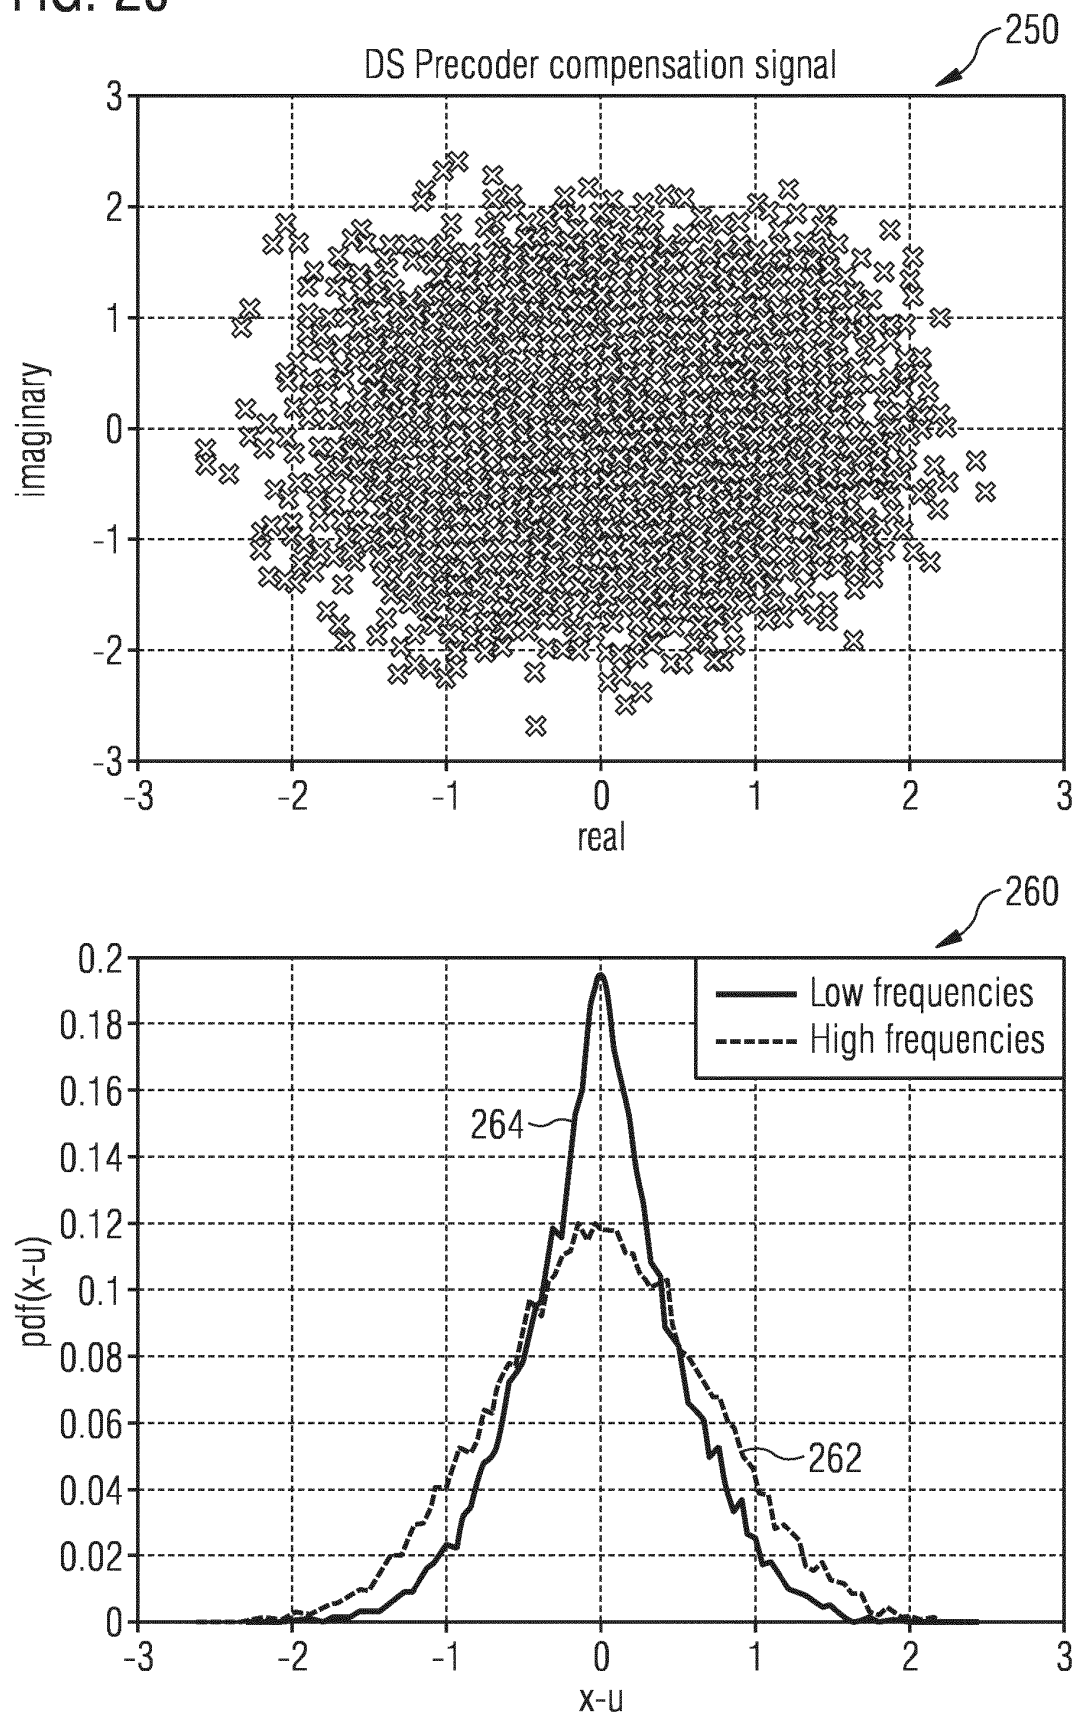 250
DS Precoder compensation signal
3
2
1
0
-1
-2
-3
imaginary
-3 -2 -1 0 1 2 3
real
260
0.2
0.18
0.16
0.14
0.12
0.1
0.08
0.06
0.04
0.02
0
pdf(x-u)
Low frequencies
High frequencies
264
262
-3 -2 -1 0 1 2 3
x-u